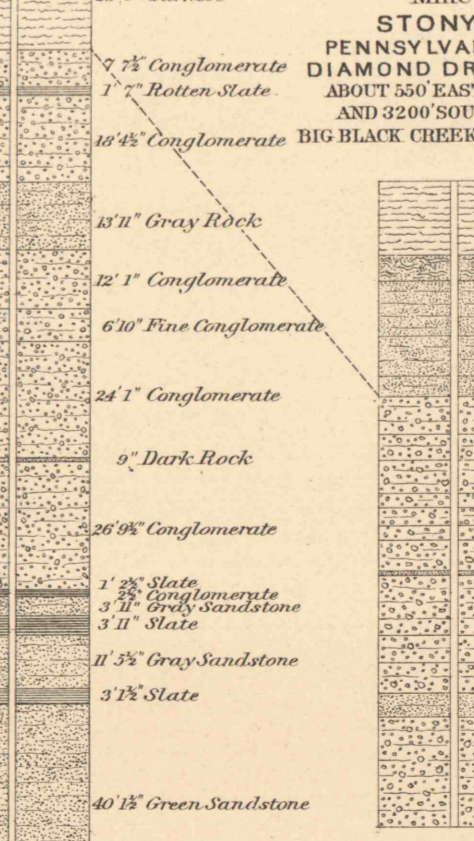 STONY
PENNSYLVA
DIAMOND DR
ABOUT 550' EAST
AND 3200' SOU
BIG BLACK CREEK
7' 7½" Conglomerate
1' 7" Rotten Slate
18' 4½" Conglomerate
13' 11" Gray Rock
12' 1" Conglomerate
6' 10" Fine Conglomerate
24' 1" Conglomerate
9" Dark Rock
26' 9½" Conglomerate
1' 2½" Slate
2½" Conglomerate
3' 11" Gray Sandstone
3' 11" Slate
11' 5½" Gray Sandstone
3' 1½" Slate
40' 1½" Green Sandstone